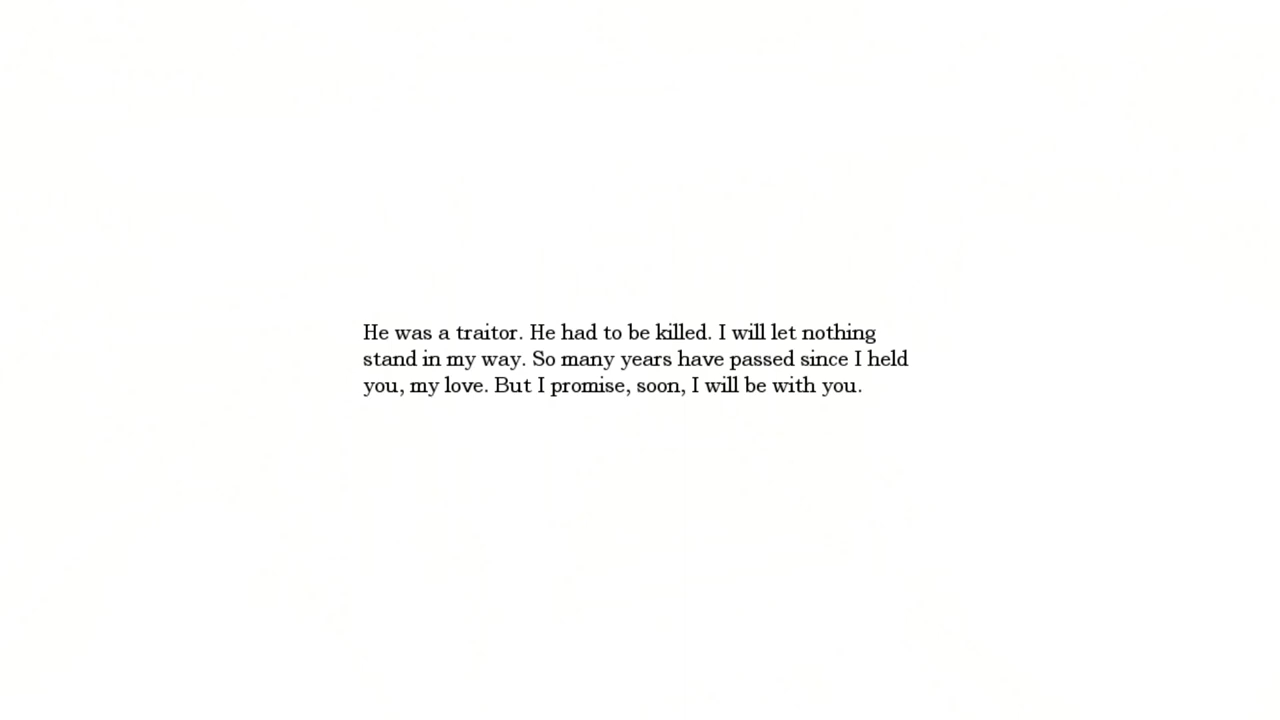 He was a traitor. He had to be killed. I will let nothing
stand in my way. So many years have passed since I held
you, my love. But I promise, soon, I will be with you.